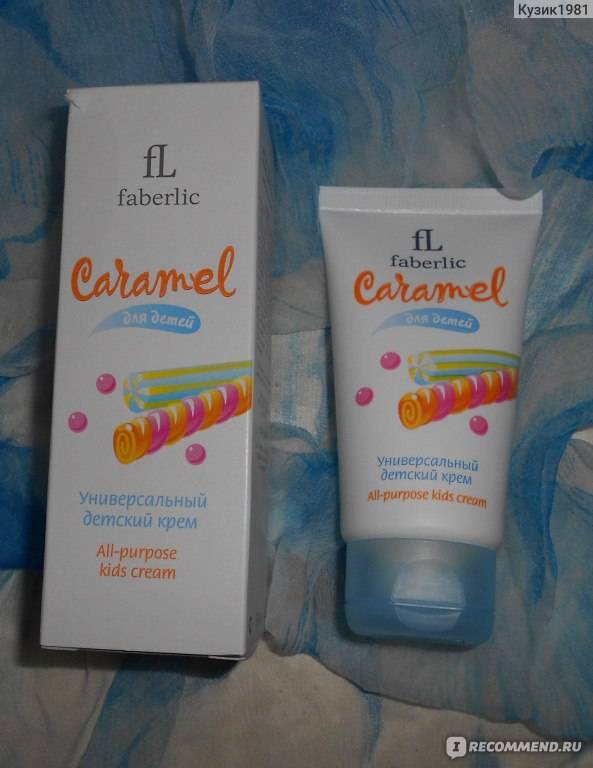 Кузик1981
fL
faberlic
Caramel
для детей
Универсальный
детский крем
All-purpose
kids cream
fL
faberlic
Caramel
для детей
Универсальный
детский крем
All-purpose kids cream
I RECOMMEND.RU